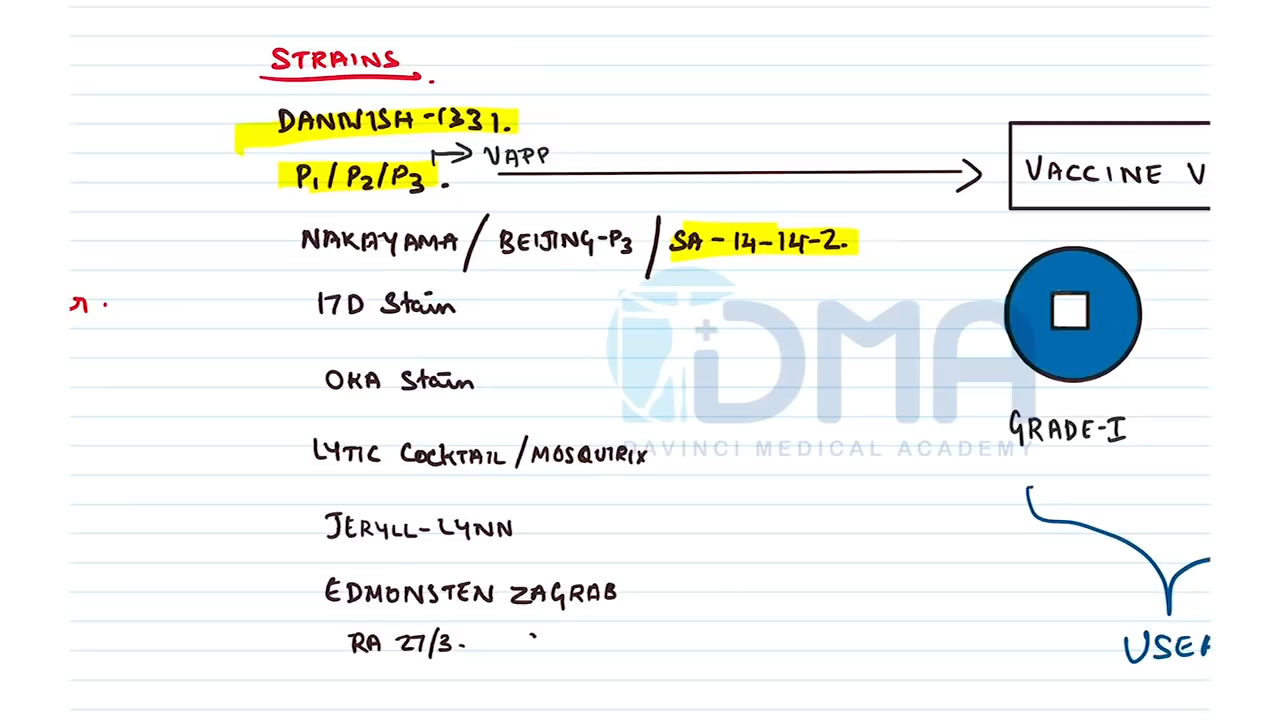 STRAINS
DANNISH-1331.
P1/P2/P3. → VAPP
VACCINE V
NAKAYAMA / BEIJING-P3 / SA-14-14-2.
17D Stain
OKA Stain
iDMA
DAVINCI MEDICAL ACADEMY
GRADE-I
LYTIC COCKTAIL/MOSQUIRIX
JERYLL-LYNN
EDMONSTEN ZAGRAB
RA 27/3.